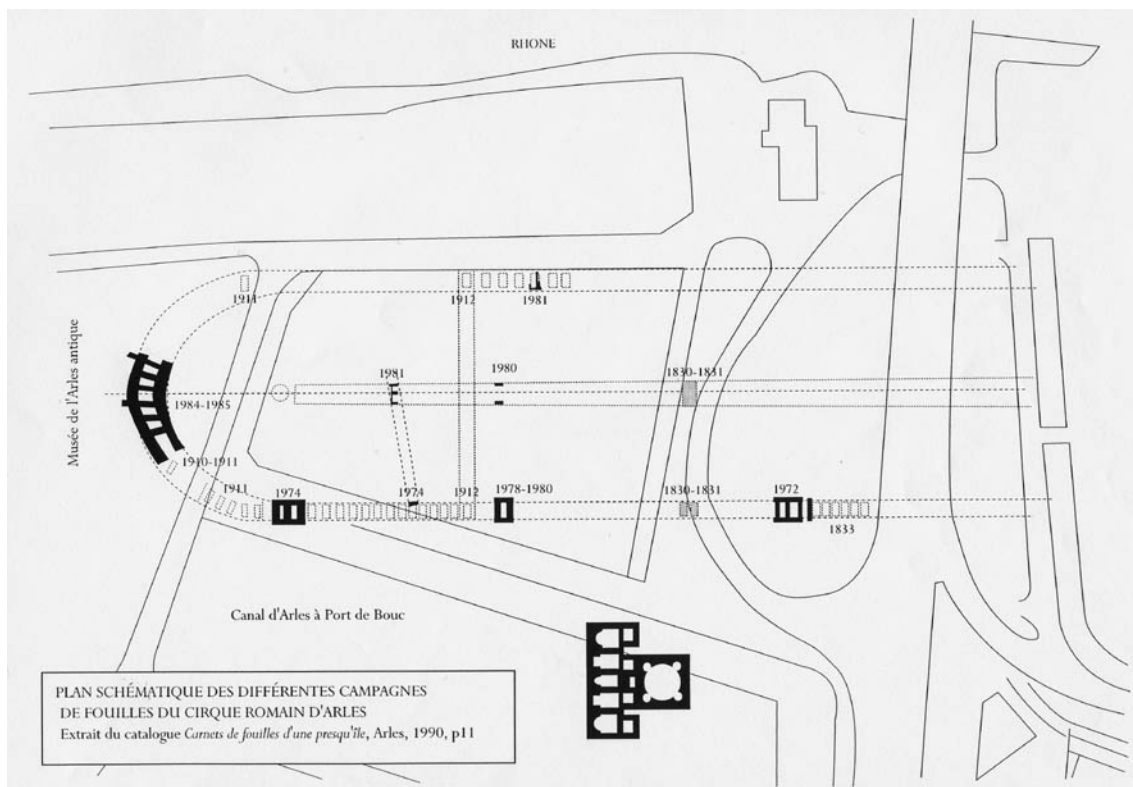 RHONE
1911
1912
1981
Musée de l'Arles antique
1981
1980
1830-1831
1984-1985
1910-1911
1911
1974
1974
1912
1978-1980
1830-1831
1972
1833
Canal d'Arles à Port de Bouc
PLAN SCHÉMATIQUE DES DIFFÉRENTES CAMPAGNES
DE FOUILLES DU CIRQUE ROMAIN D'ARLES
Extrait du catalogue Carnets de fouilles d'une presqu'île, Arles, 1990, p11